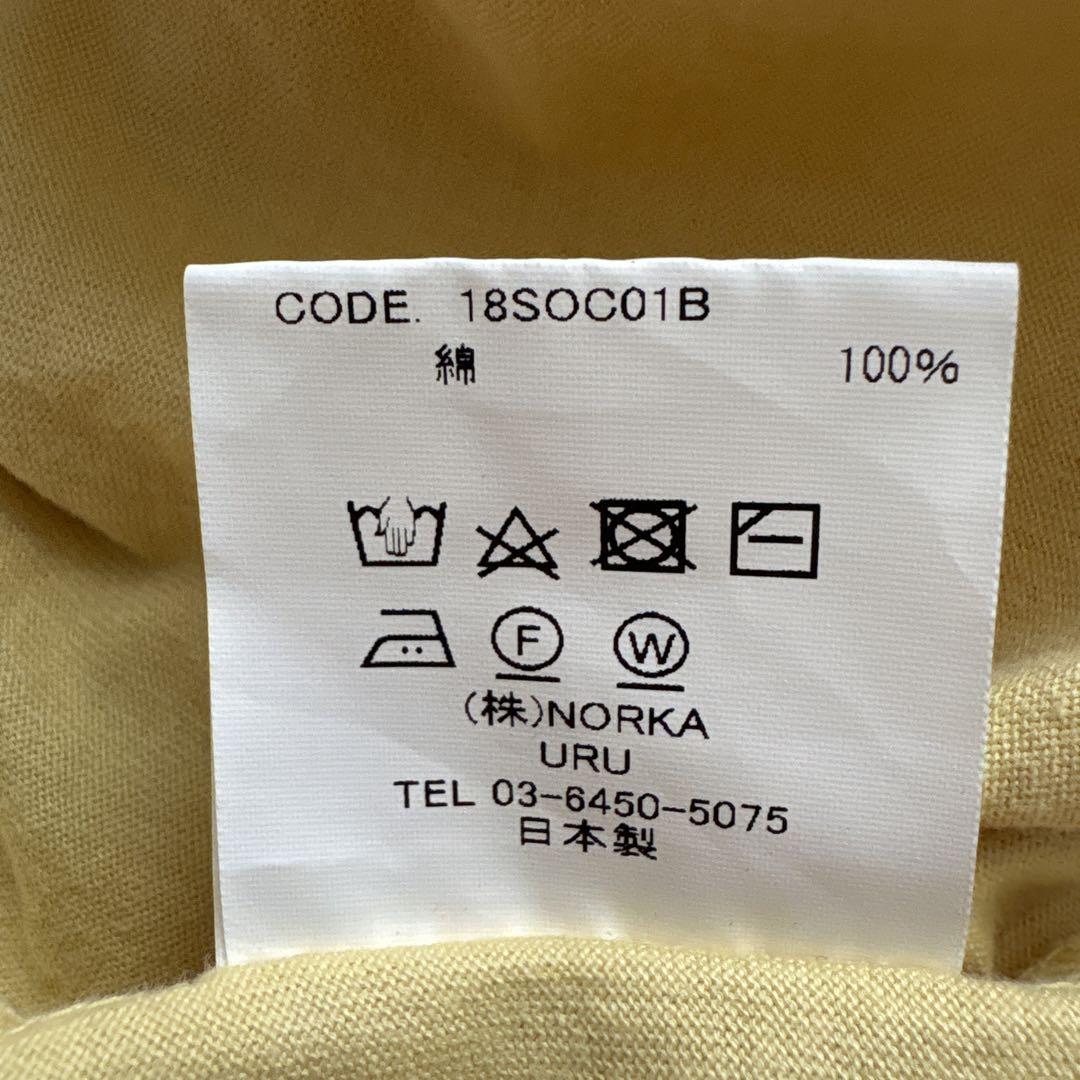 CODE. 18SOC01B
綿 100%
F W
(株)NORKA
URU
TEL 03-6450-5075
日本製